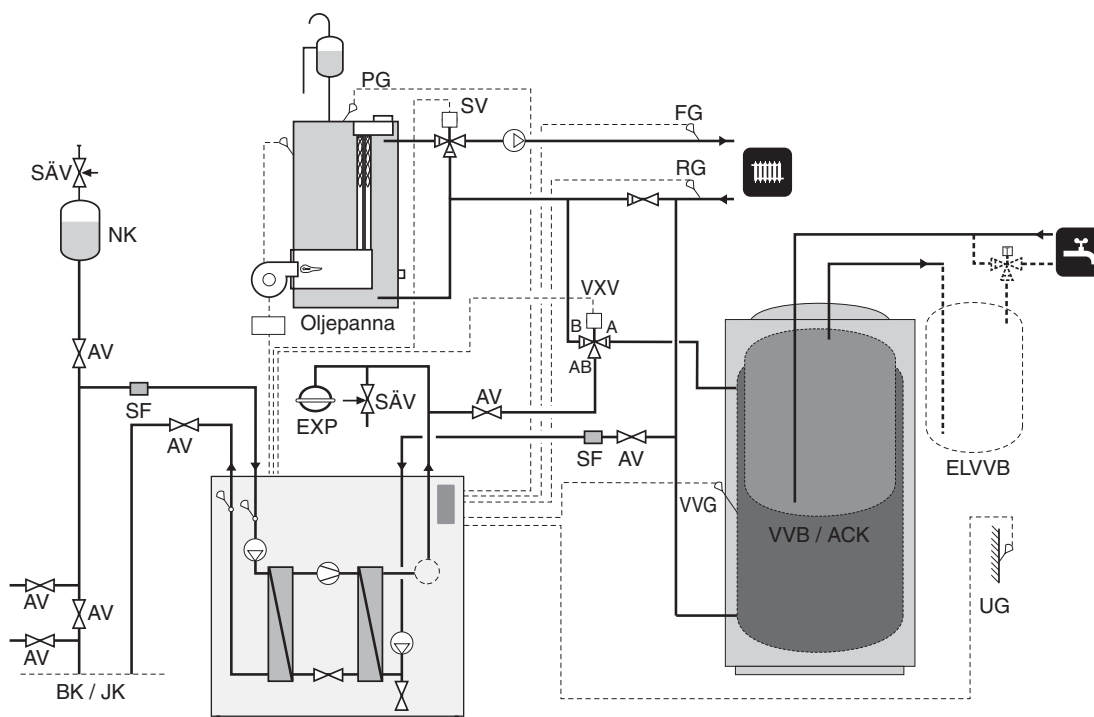 PG
SV
FG
SÄV
RG
NK
VXV
Oljepanna
B
A
AV
AB
SÄV
AV
SF
EXP
AV
SF
AV
ELVVB
VVG
VVB / ACK
AV
AV
UG
AV
BK / JK